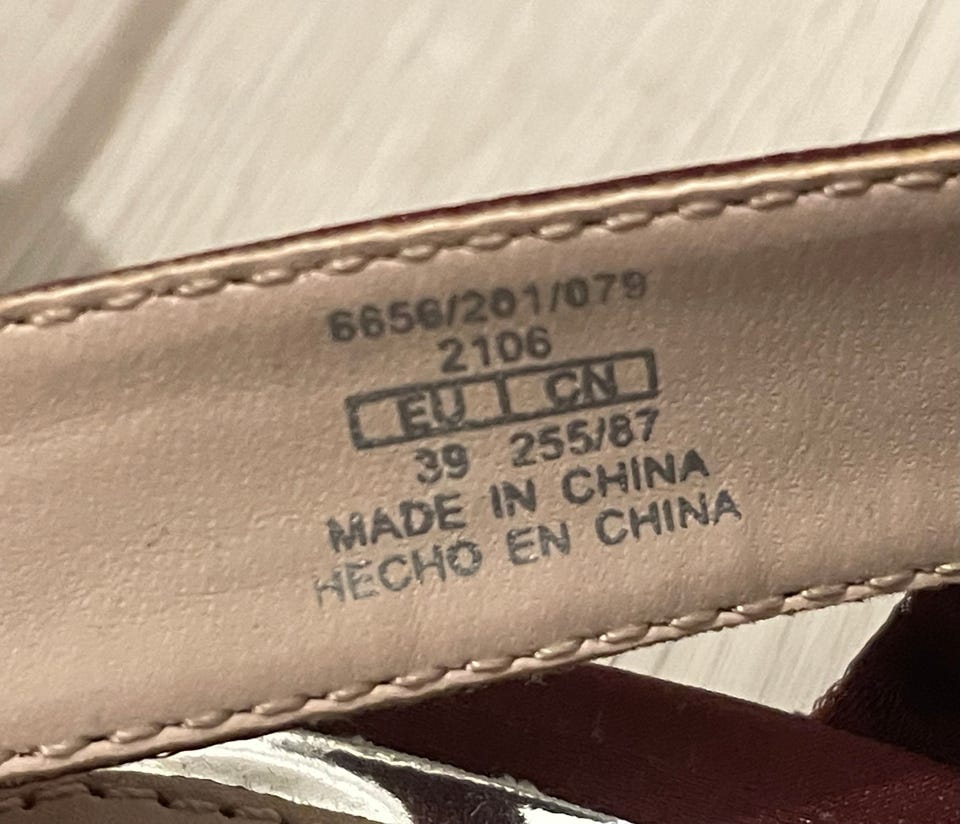 6656/201/079
2106
EU CN
39 255/87
MADE IN CHINA
HECHO EN CHINA